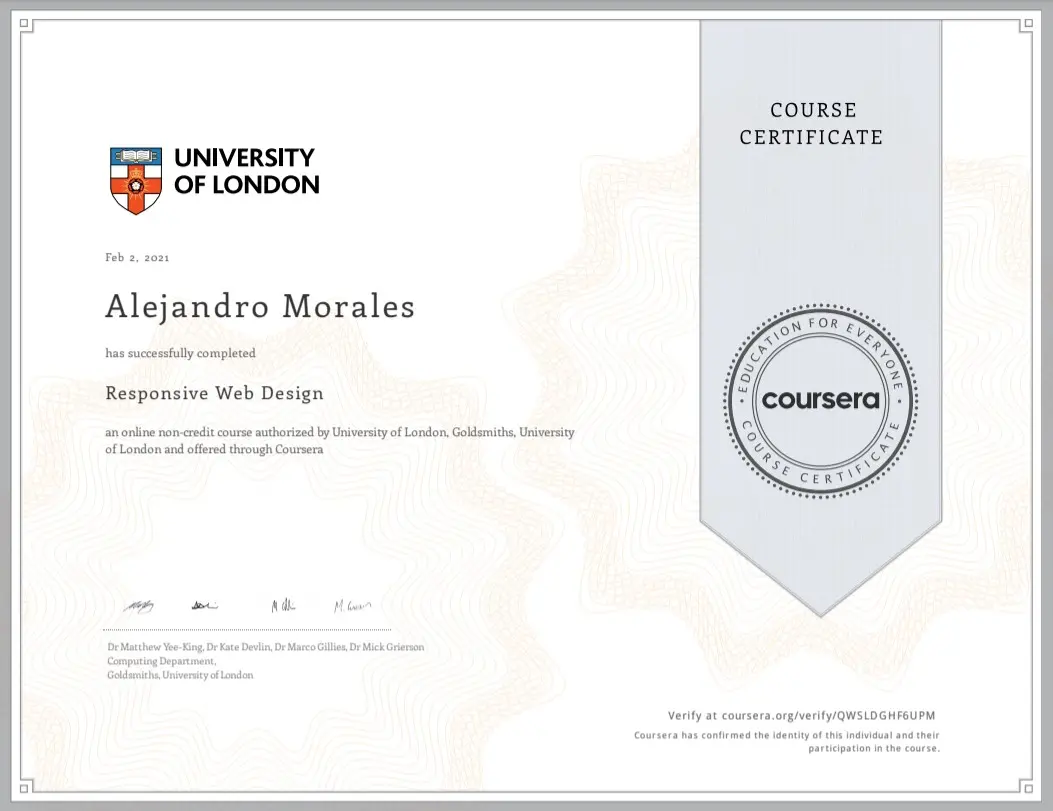 COURSE
CERTIFICATE
UNIVERSITY
OF LONDON
Feb 2, 2021
Alejandro Morales
has successfully completed
Responsive Web Design
an online non-credit course authorized by University of London, Goldsmiths, University
of London and offered through Coursera
EDUCATION FOR EVERYONE
coursera
COURSE CERTIFICATE
Dr Matthew Yee-King, Dr Kate Devlin, Dr Marco Gillies, Dr Mick Grierson
Computing Department,
Goldsmiths, University of London
Verify at coursera.org/verify/QWSLDGHF6UPM
Coursera has confirmed the identity of this individual and their
participation in the course.